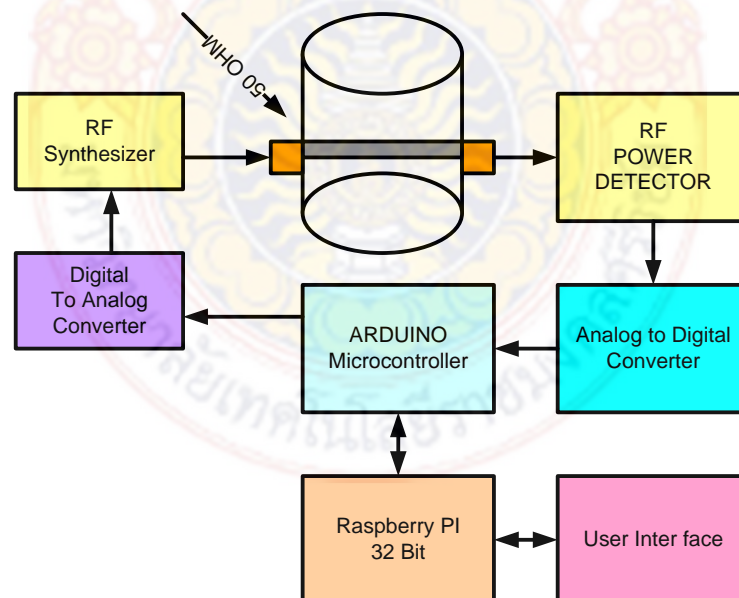 50 OHM
RF
Synthesizer
RF
POWER
DETECTOR
Digital
To Analog
Converter
ARDUINO
Microcontroller
Analog to Digital
Converter
Raspberry PI
32 Bit
User Inter face